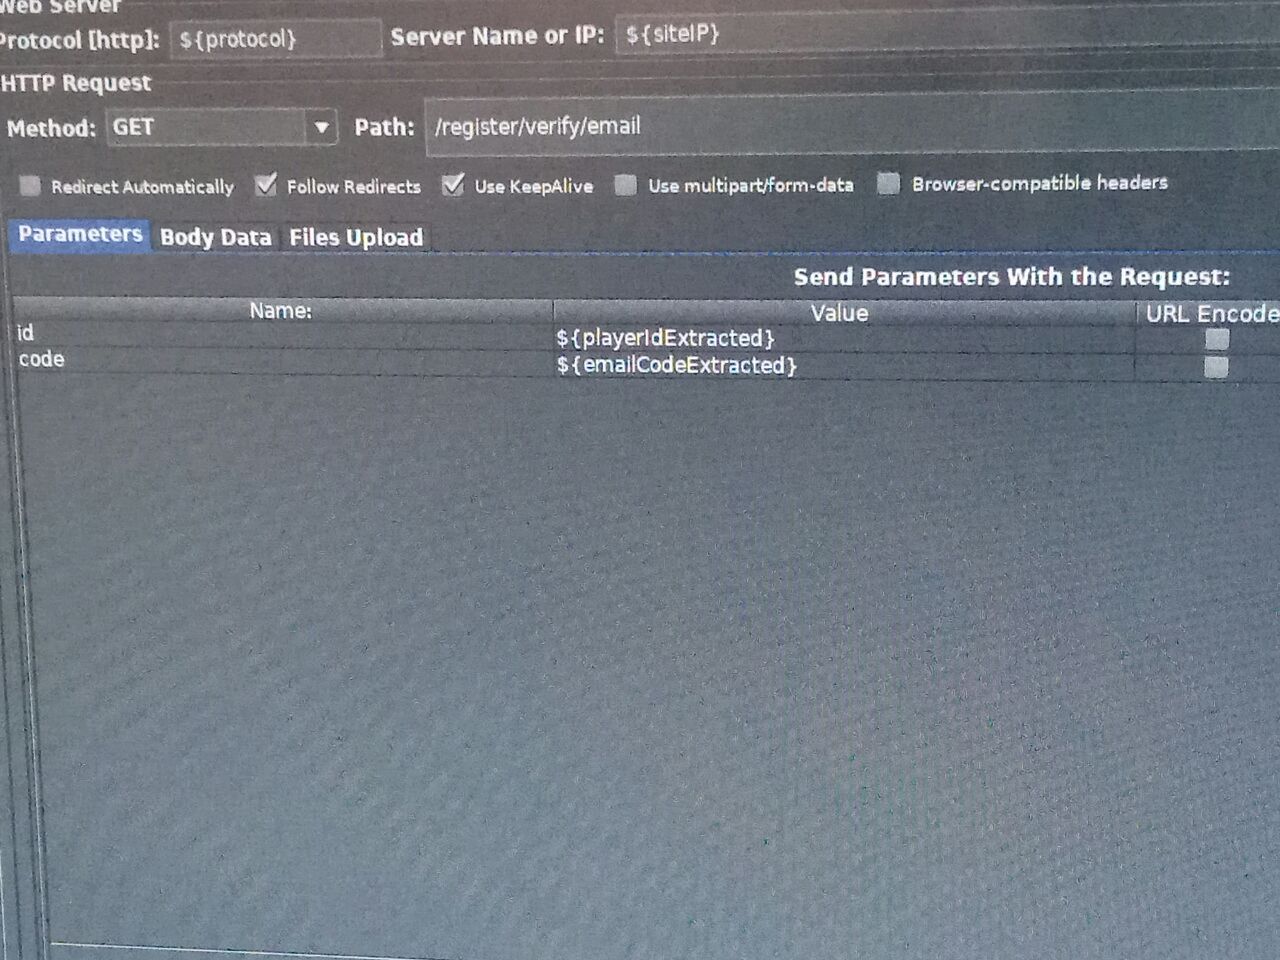 Web Server
Protocol [http]: ${protocol} Server Name or IP: ${siteIP}
HTTP Request
Method: GET Path: /register/verify/email
Redirect Automatically Follow Redirects Use KeepAlive Use multipart/form-data Browser-compatible headers
Parameters Body Data Files Upload
Send Parameters With the Request:
Name: Value URL Encode
id ${playerIdExtracted}
code ${emailCodeExtracted}